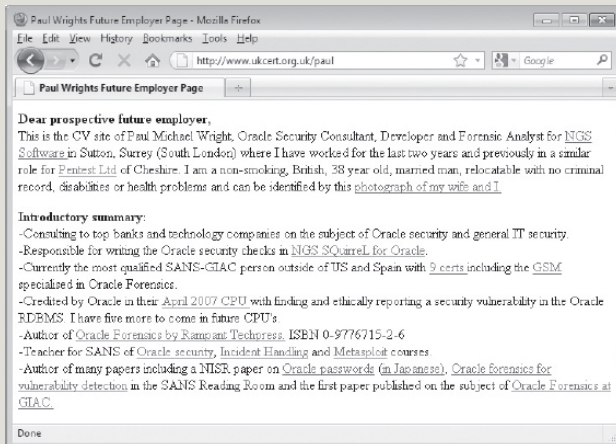 Paul Wrights Future Employer Page - Mozilla Firefox
File Edit View History Bookmarks Tools Help
http://www.ukcert.org.uk/paul
Google
Paul Wrights Future Employer Page
Dear prospective future employer,
This is the CV site of Paul Michael Wright, Oracle Security Consultant, Developer and Forensic Analyst for NGS
Software in Sutton, Surrey (South London) where I have worked for the last two years and previously in a similar
role for Pentest Ltd of Cheshire. I am a non-smoking, British, 38 year old, married man, relocatable with no criminal
record, disabilities or health problems and can be identified by this photograph of my wife and I.
Introductory summary:
-Consulting to top banks and technology companies on the subject of Oracle security and general IT security.
-Responsible for writing the Oracle security checks in NGS SQuirreL for Oracle.
-Currently the most qualified SANS-GIAC person outside of US and Spain with 9 certs including the GSM
specialized in Oracle Forensics.
-Credited by Oracle in their April 2007 CPU with finding and ethically reporting a security vulnerability in the Oracle
RDBMS. I have five more to come in future CPU's
-Author of Oracle Forensics by Rampant Techpress. ISBN 0-9776715-2-6
-Teacher for SANS of Oracle security, Incident Handling and Metasploit courses.
-Author of many papers including a NISR paper on Oracle passwords (in Japanese), Oracle forensics for
vulnerability detection in the SANS Reading Room and the first paper published on the subject of Oracle Forensics at
GIAC.
Done